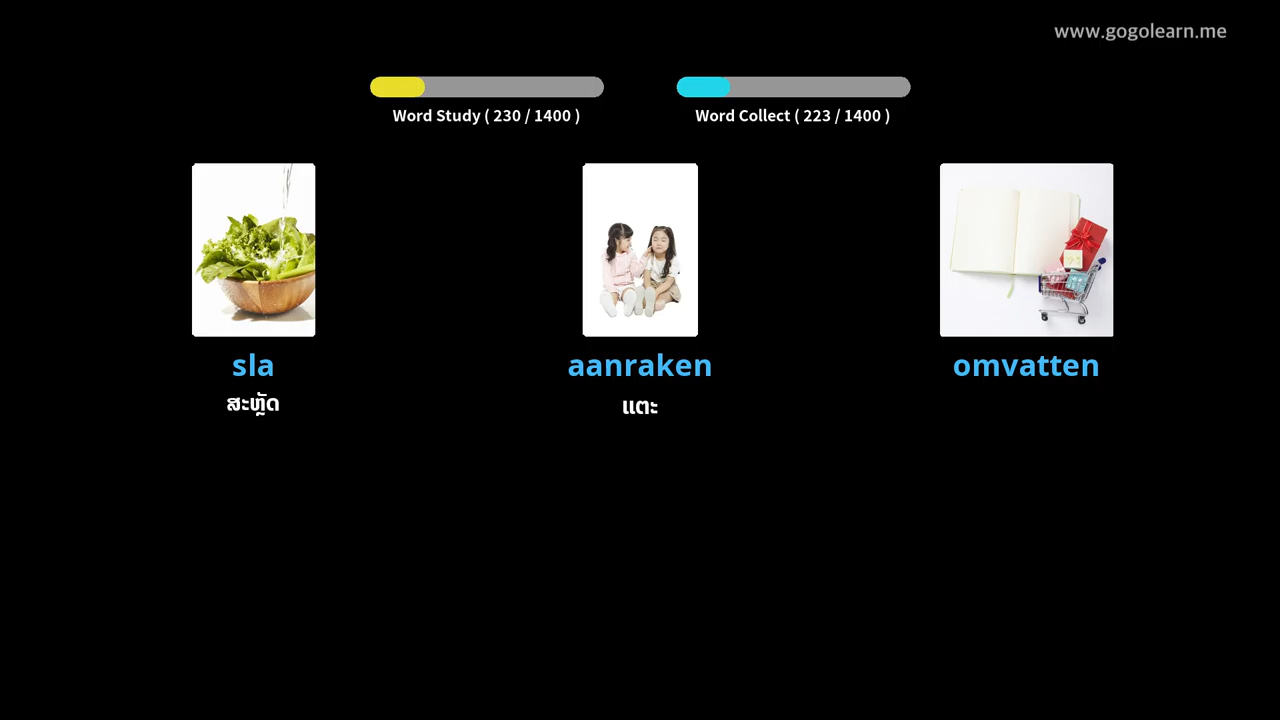 www.gogolearn.me
Word Study ( 230 / 1400 )
Word Collect ( 223 / 1400 )
sla
aanraken
omvatten
ສະຫຼັດ
ແຕະ